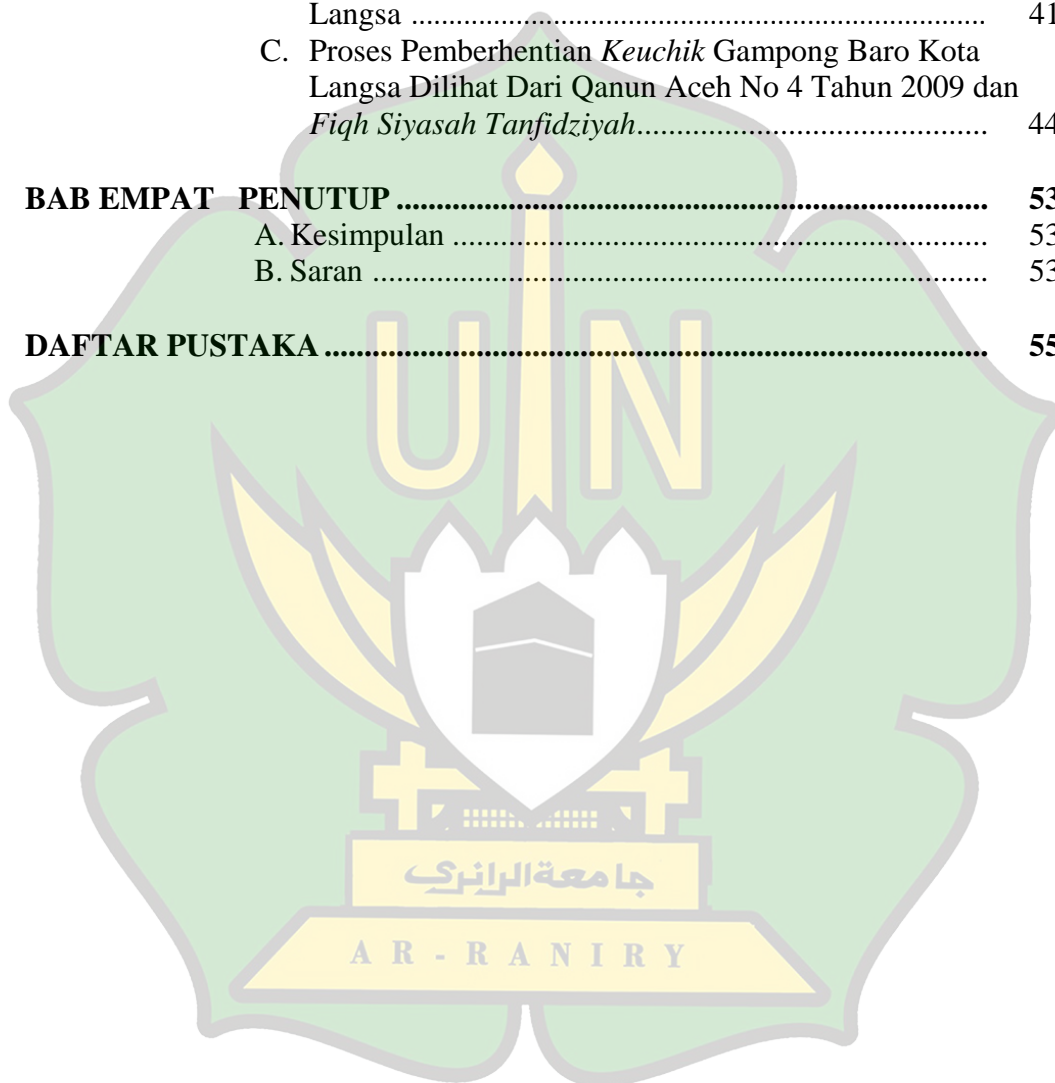 Langsa ........................................................................ 41
C. Proses Pemberhentian Keuchik Gampong Baro Kota
Langsa Dilihat Dari Qanun Aceh No 4 Tahun 2009 dan
Fiqh Siyasah Tanfidziyah............................................ 44
BAB EMPAT PENUTUP .......................................................................... 53
A. Kesimpulan ................................................................... 53
B. Saran ............................................................................. 53
DAFTAR PUSTAKA ................................................................................... 55
UIN
جامعة الرانري
AR-RANIRY